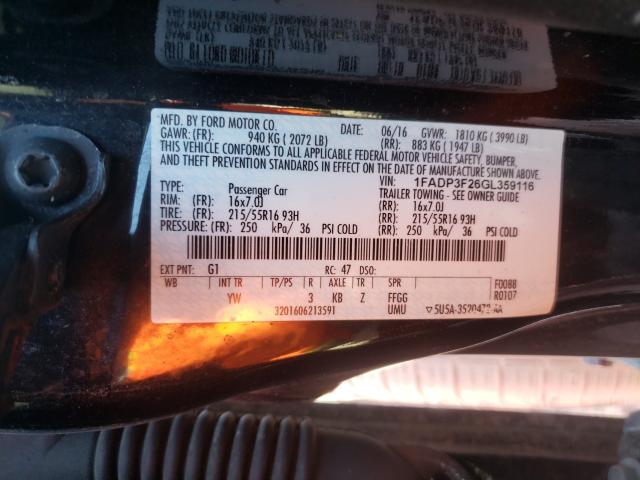 MFD. BY FORD MOTOR CO.
DATE: 06/16 GVWR: 1810 KG ( 3990 LB)
GAWR: (FR): 940 KG ( 2072 LB) (RR): 883 KG ( 1947 LB)
THIS VEHICLE CONFORMS TO ALL APPLICABLE FEDERAL MOTOR VEHICLE SAFETY, BUMPER,
AND THEFT PREVENTION STANDARDS IN EFFECT ON THE DATE OF MANUFACTURE SHOWN ABOVE.
VIN: 1FADP3F26GL359116
TYPE: Passenger Car TRAILER TOWING - SEE OWNER GUIDE
RIM: (FR): 16x7.0J (RR): 16x7.0J
TIRE: (FR): 215/55R16 93H (RR): 215/55R16 93H
PRESSURE: (FR): 250 kPa/ 36 PSI COLD (RR): 250 kPa/ 36 PSI COLD
EXT PNT: G1 RC: 47 DSO:
WB INT TR TP/PS R AXLE TR SPR F0088
YW 3 KB Z FFGG R0107
3201606213591 UMU ▽5U5A-3520472-AA